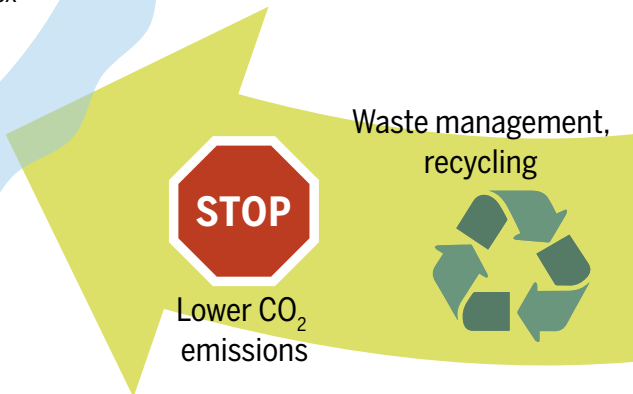 Waste management,
recycling
STOP
Lower CO₂
emissions